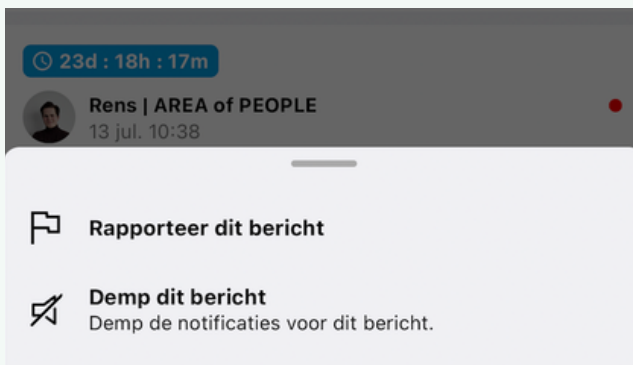 23d : 18h : 17m
Rens | AREA of PEOPLE
13 jul. 10:38
Rapporteer dit bericht
Demp dit bericht
Demp de notificaties voor dit bericht.